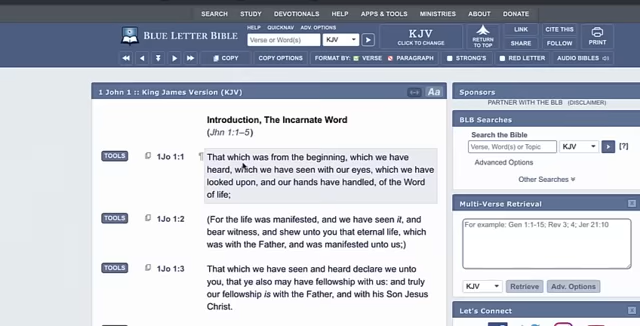 SEARCH STUDY DEVOTIONALS HELP APPS & TOOLS MINISTRIES ABOUT DONATE
BLUE LETTER BIBLE
HELP QUICKNAV ADV. OPTIONS
Verse or Word(s) KJV
KJV
CLICK TO CHANGE
RETURN
TO TOP
LINK CITE THIS
SHARE FOLLOW
PRINT
COPY COPY OPTIONS FORMAT BY: VERSE PARAGRAPH STRONG'S RED LETTER AUDIO BIBLES
1 John 1 :: King James Version (KJV) Aa
Introduction, The Incarnate Word
(Jhn 1:1–5)
TOOLS 1Jo 1:1 ¶ That which was from the beginning, which we have
heard, which we have seen with our eyes, which we have
looked upon, and our hands have handled, of the Word
of life;
TOOLS 1Jo 1:2 (For the life was manifested, and we have seen it, and
bear witness, and shew unto you that eternal life, which
was with the Father, and was manifested unto us;)
TOOLS 1Jo 1:3 That which we have seen and heard declare we unto
you, that ye also may have fellowship with us: and truly
our fellowship is with the Father, and with his Son Jesus
Christ.
Sponsors
PARTNER WITH THE BLB (DISCLAIMER)
BLB Searches
Search the Bible
Verse, Word(s) or Topic KJV [?]
Advanced Options
Other Searches
Multi-Verse Retrieval X
For example: Gen 1:1-15; Rev 3; 4; Jer 21:10
KJV Retrieve Adv. Options
Let's Connect X